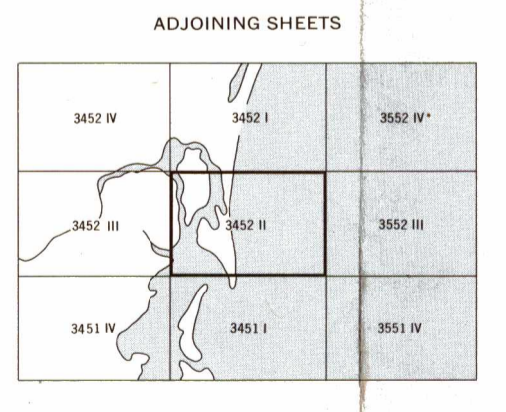 ADJOINING SHEETS
3452 IV 3452 I 3552 IV*
3452 III 3452 II 3552 III
3451 IV 3451 I 3551 IV